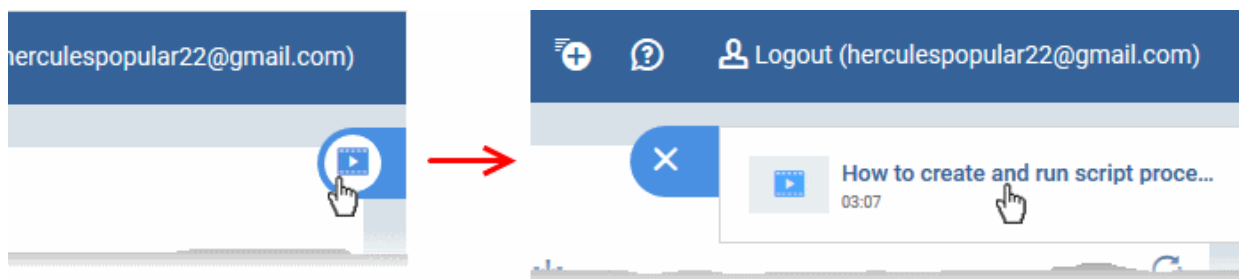 herculespopular22@gmail.com)
Logout (herculespopular22@gmail.com)
How to create and run script proce...
03:07